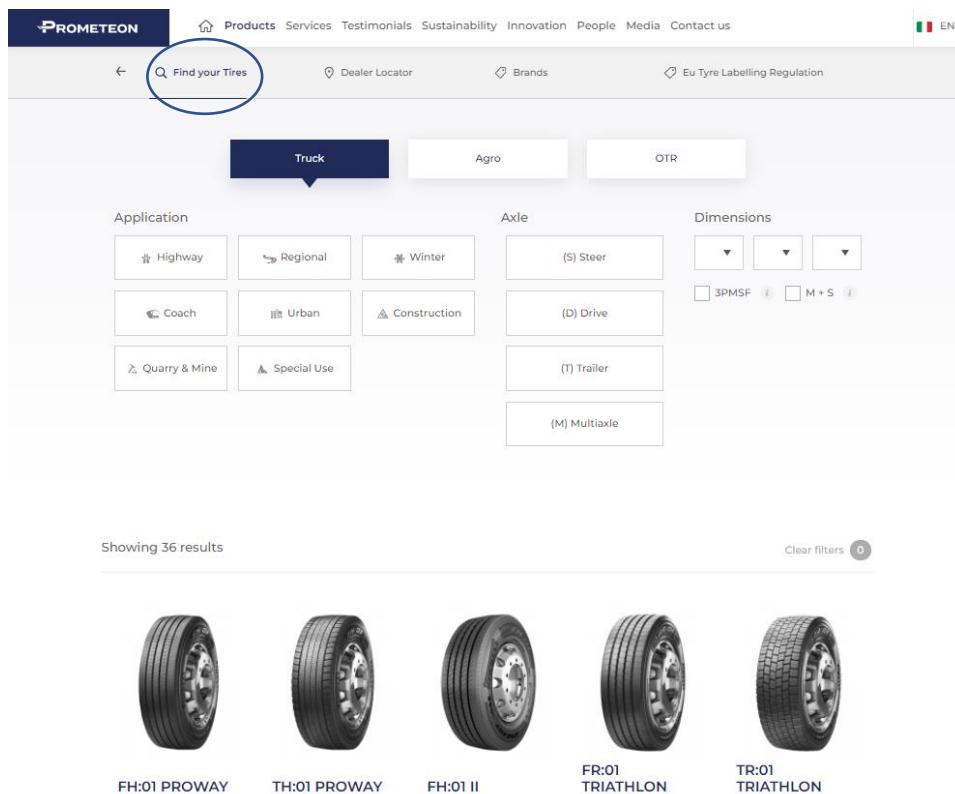 PROMETEON
Products Services Testimonials Sustainability Innovation People Media Contact us
EN
Find your Tires
Dealer Locator
Brands
Eu Tyre Labelling Regulation
Truck
Agro
OTR
Application
Axle
Dimensions
Highway
Regional
Winter
(S) Steer
3PMSF i M + S i
Coach
Urban
Construction
(D) Drive
Quarry & Mine
Special Use
(T) Trailer
(M) Multiaxle
Showing 36 results
Clear filters 0
FH:01 PROWAY
TH:01 PROWAY
FH:01 II
FR:01
TRIATHLON
TR:01
TRIATHLON